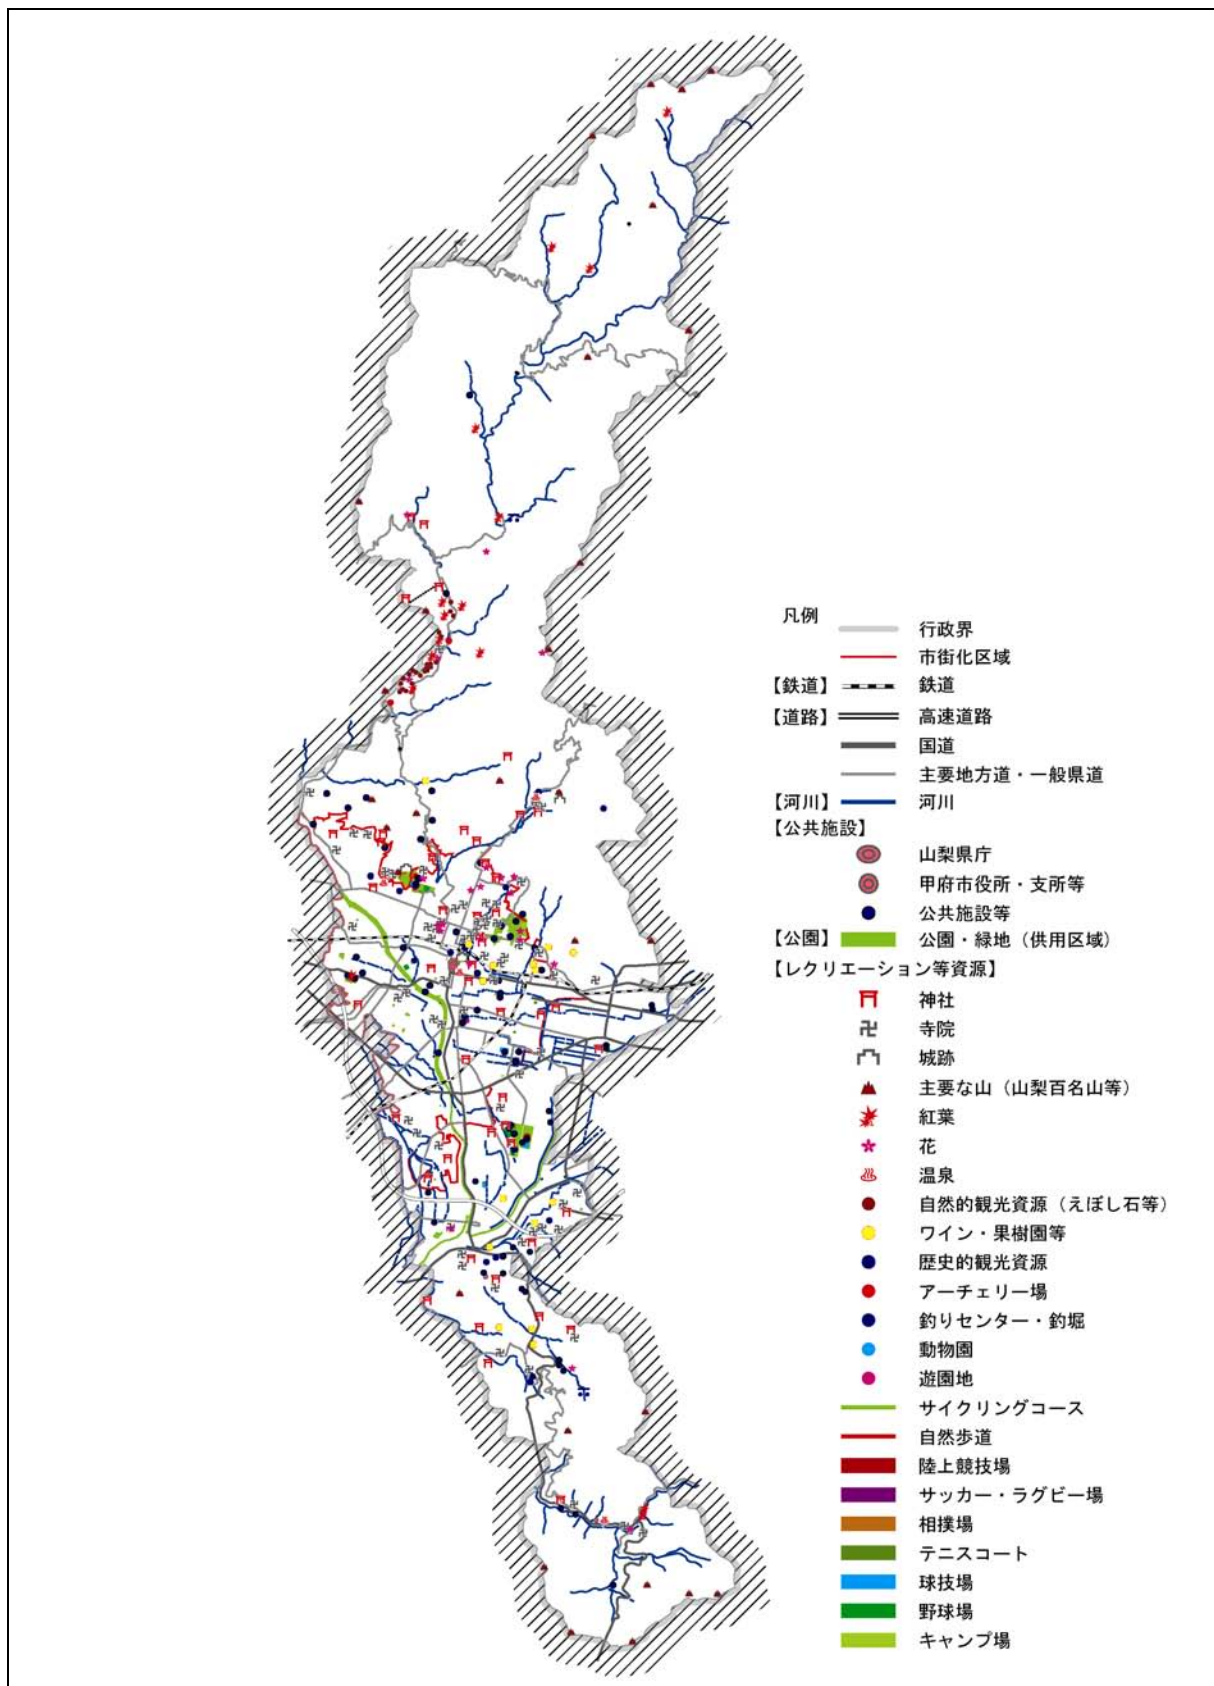 凡例
行政界
市街化区域
【鉄道】 鉄道
【道路】 高速道路
国道
主要地方道・一般県道
【河川】 河川
【公共施設】
山梨県庁
甲府市役所・支所等
公共施設等
【公園】 公園・緑地（供用区域）
【レクリエーション等資源】
神社
寺院
城跡
主要な山（山梨百名山等）
紅葉
花
温泉
自然的観光資源（えぼし石等）
ワイン・果樹園等
歴史的観光資源
アーチェリー場
釣りセンター・釣堀
動物園
遊園地
サイクリングコース
自然歩道
陸上競技場
サッカー・ラグビー場
相撲場
テニスコート
球技場
野球場
キャンプ場